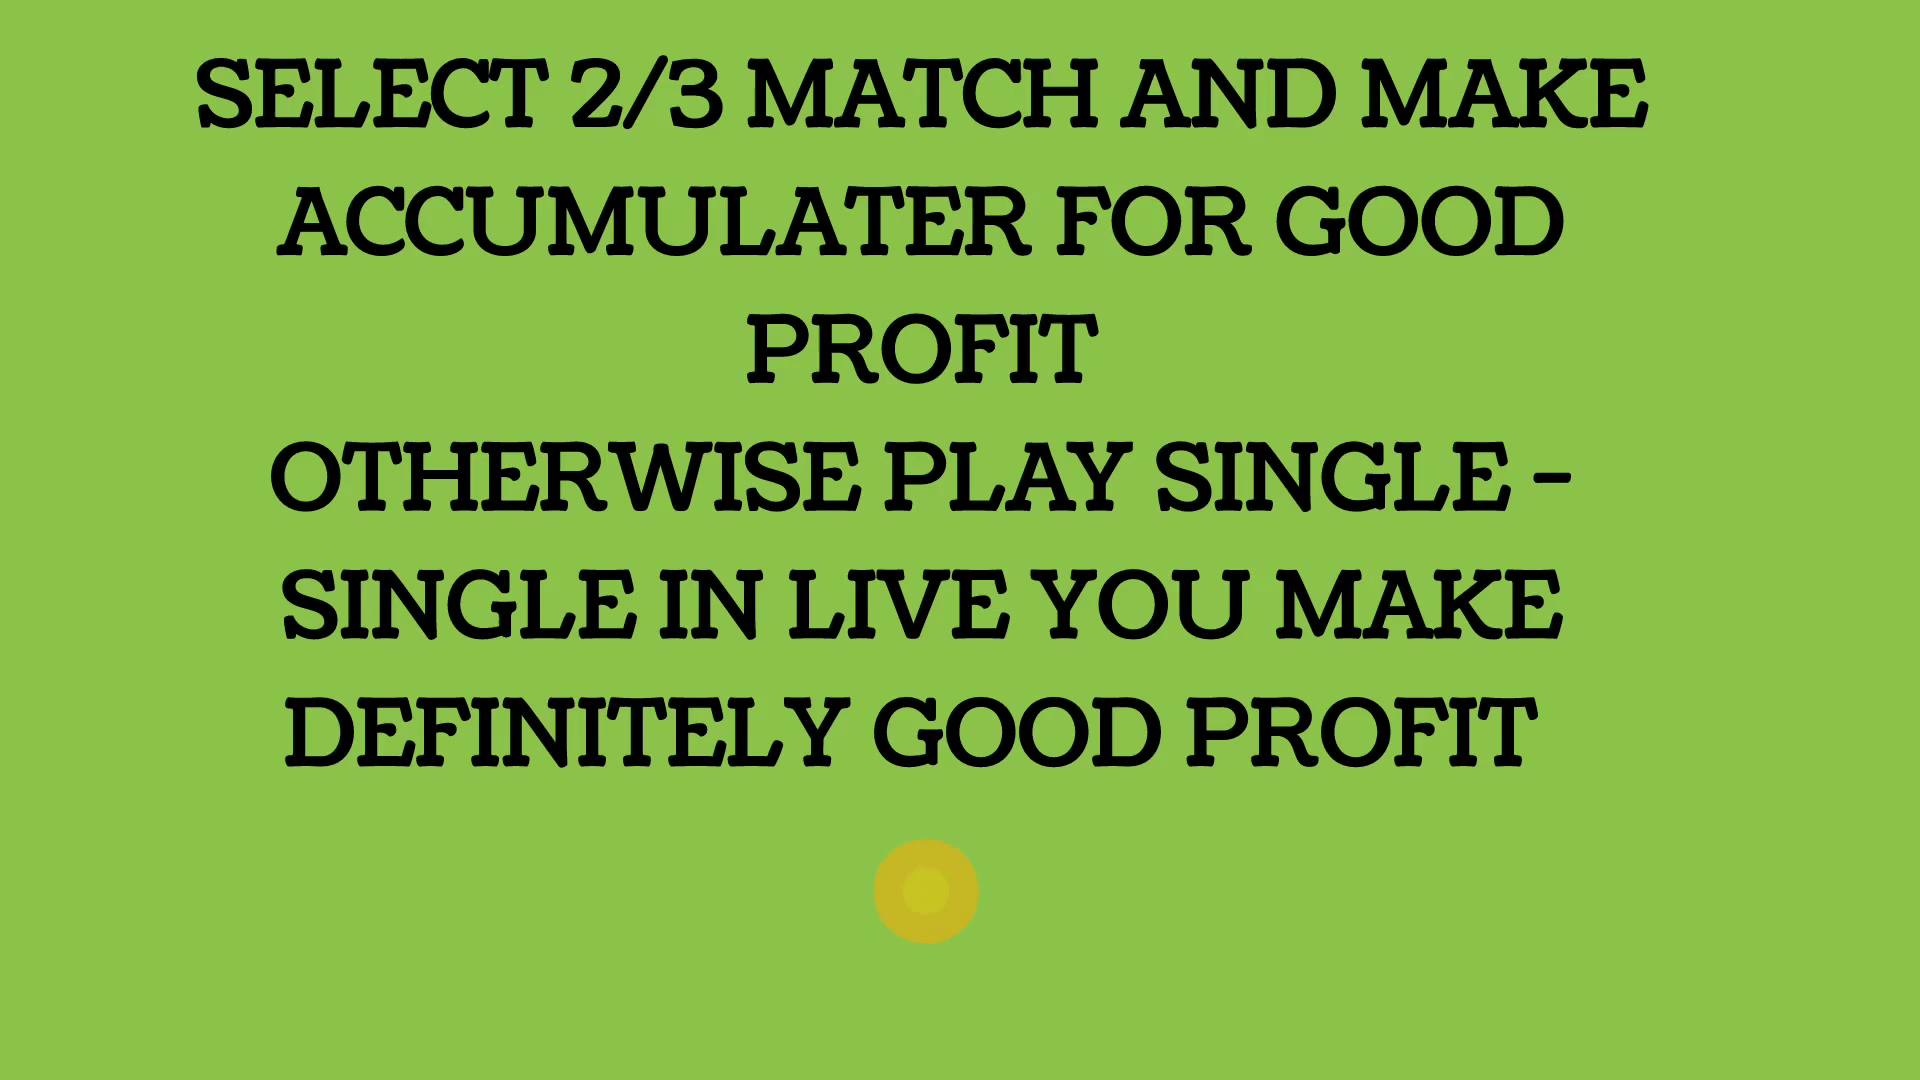 SELECT 2/3 MATCH AND MAKE
ACCUMULATER FOR GOOD
PROFIT
OTHERWISE PLAY SINGLE -
SINGLE IN LIVE YOU MAKE
DEFINITELY GOOD PROFIT